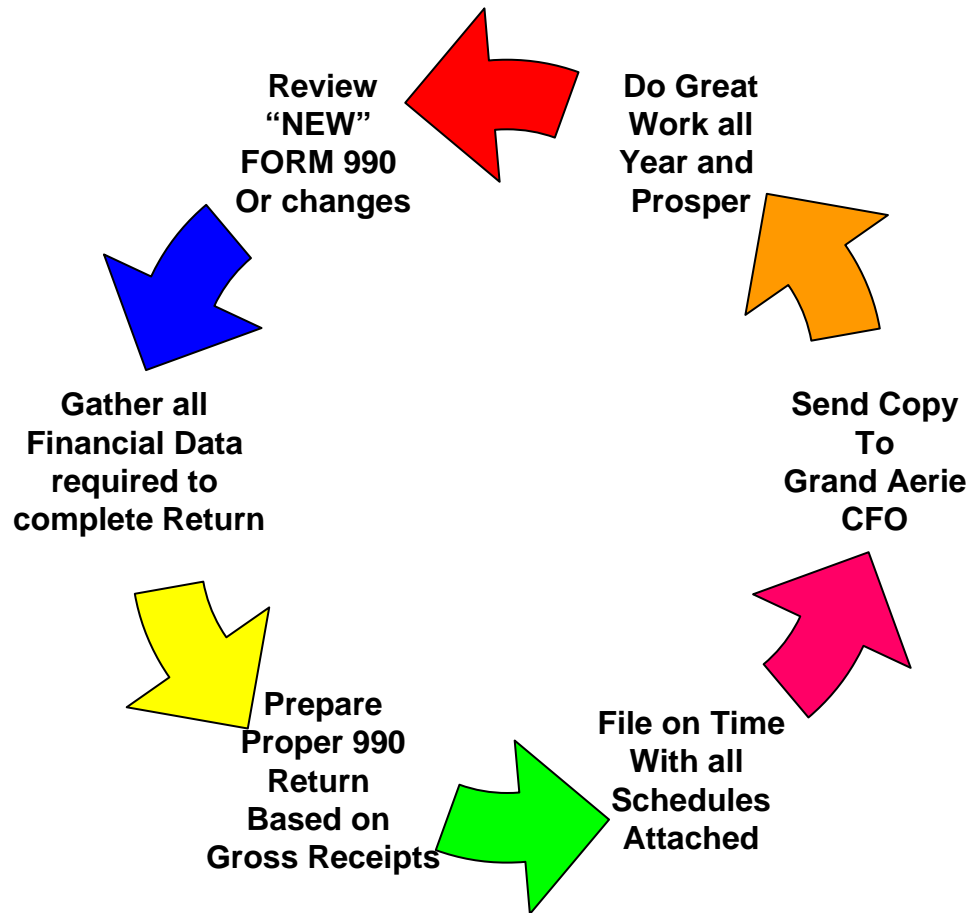 Review
“NEW”
FORM 990
Or changes
Do Great
Work all
Year and
Prosper
Gather all
Financial Data
required to
complete Return
Send Copy
To
Grand Aerie
CFO
Prepare
Proper 990
Return
Based on
Gross Receipts
File on Time
With all
Schedules
Attached